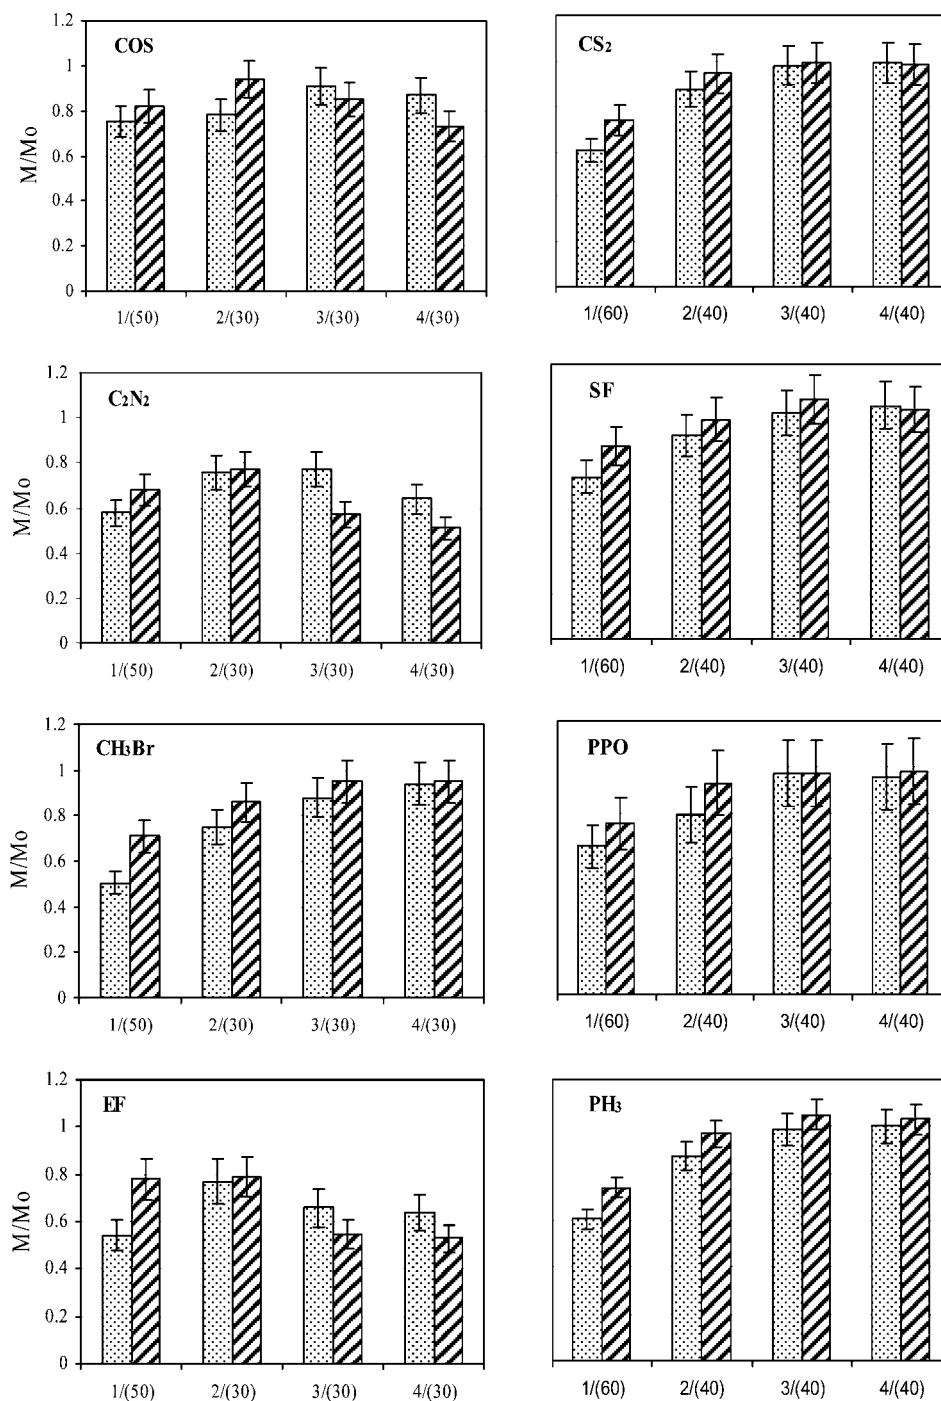 COS
M/Mo
1.2
1
0.8
0.6
0.4
0.2
0
1/(50) 2/(30) 3/(30) 4/(30)
CS₂
1/(60) 2/(40) 3/(40) 4/(40)
C₂N₂
M/Mo
1.2
1
0.8
0.6
0.4
0.2
0
1/(50) 2/(30) 3/(30) 4/(30)
SF
1/(60) 2/(40) 3/(40) 4/(40)
CH₃Br
M/Mo
1.2
1
0.8
0.6
0.4
0.2
0
1/(50) 2/(30) 3/(30) 4/(30)
PPO
1/(60) 2/(40) 3/(40) 4/(40)
EF
M/Mo
1.2
1
0.8
0.6
0.4
0.2
0
1/(50) 2/(30) 3/(30) 4/(30)
PH₃
1/(60) 2/(40) 3/(40) 4/(40)